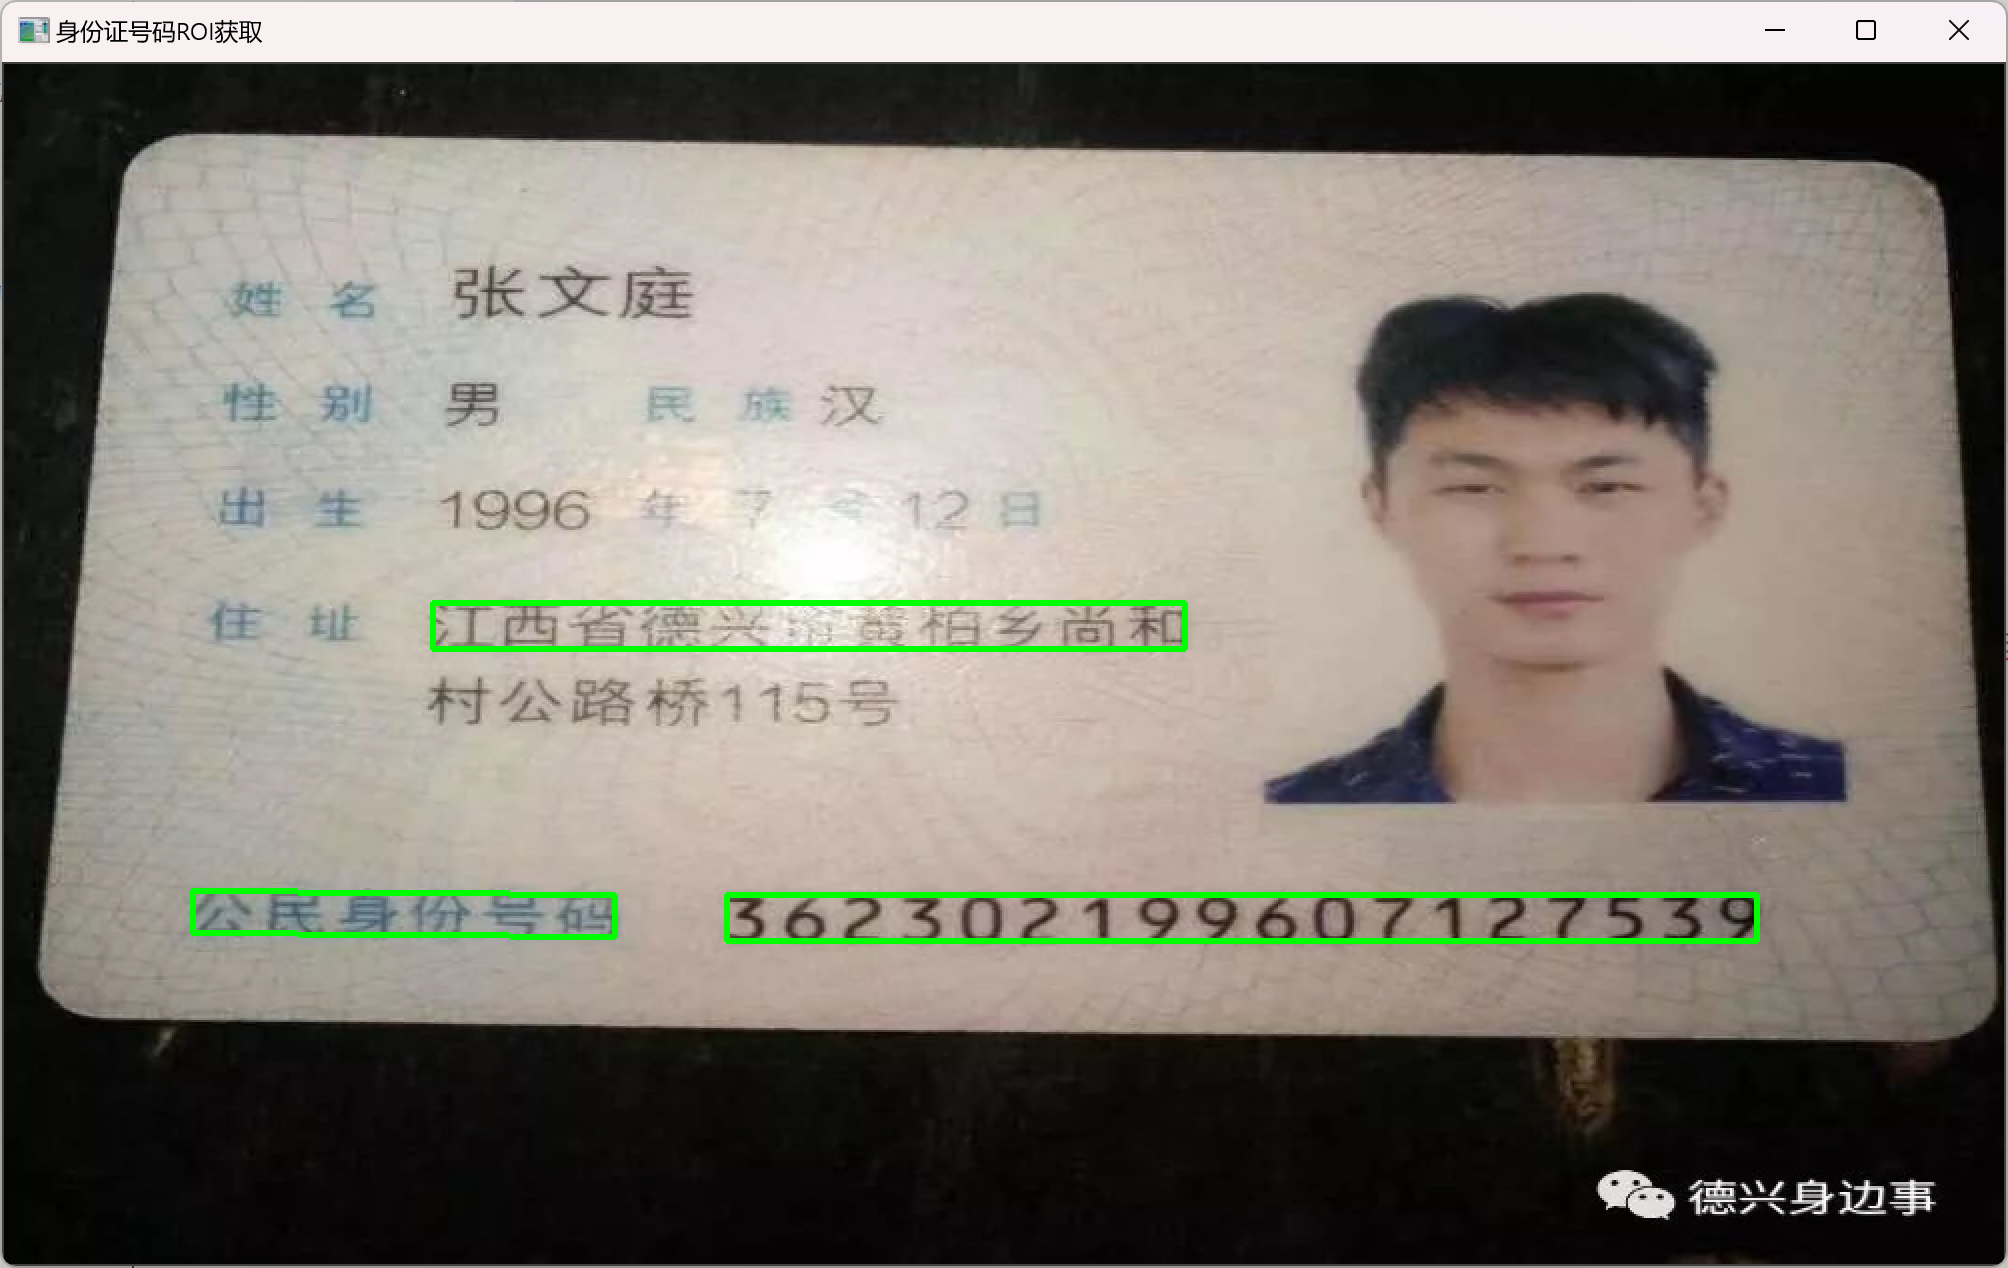 身份证号码ROI获取
姓 名 张文庭
性 别 男 民 族 汉
出 生 1996 年 7 12 日
住 址 江西省德兴市黄柏乡尚和
村公路桥115号
公民身份号码 362302199607127539
德兴身边事